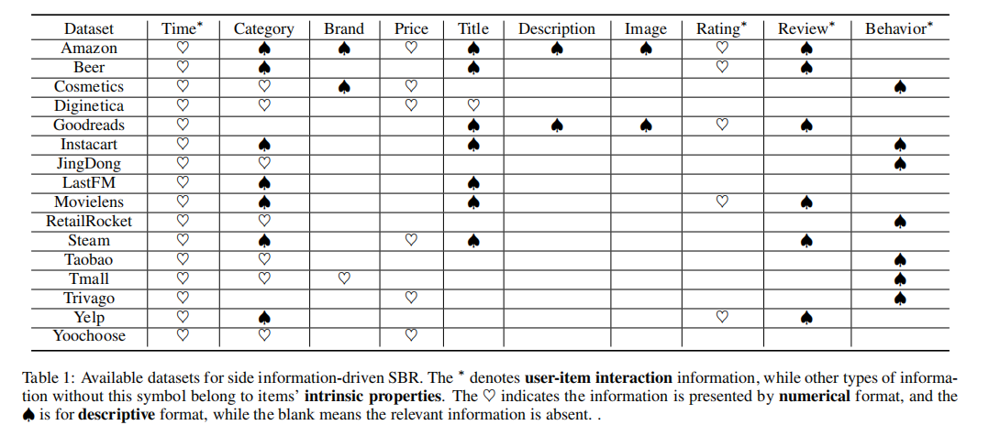 Dataset Time* Category Brand Price Title Description Image Rating* Review* Behavior*
Amazon ♡ ♠ ♠ ♡ ♠ ♠ ♠ ♡ ♠
Beer ♡ ♠ ♠ ♡ ♠
Cosmetics ♡ ♡ ♠ ♡ ♠
Diginetica ♡ ♡ ♡ ♡
Goodreads ♡ ♠ ♠ ♠ ♡ ♠
Instacart ♡ ♠ ♠ ♠
JingDong ♡ ♡ ♠
LastFM ♡ ♠ ♠
Movielens ♡ ♠ ♠ ♡ ♠
RetailRocket ♡ ♡ ♠
Steam ♡ ♠ ♡ ♠ ♠
Taobao ♡ ♡ ♠
Tmall ♡ ♡ ♡ ♠
Trivago ♡ ♡ ♠
Yelp ♡ ♠ ♡ ♠
Yoochoose ♡ ♡ ♡
Table 1: Available datasets for side information-driven SBR. The * denotes user-item interaction information, while other types of informa-
tion without this symbol belong to items' intrinsic properties. The ♡ indicates the information is presented by numerical format, and the
♠ is for descriptive format, while the blank means the relevant information is absent. .